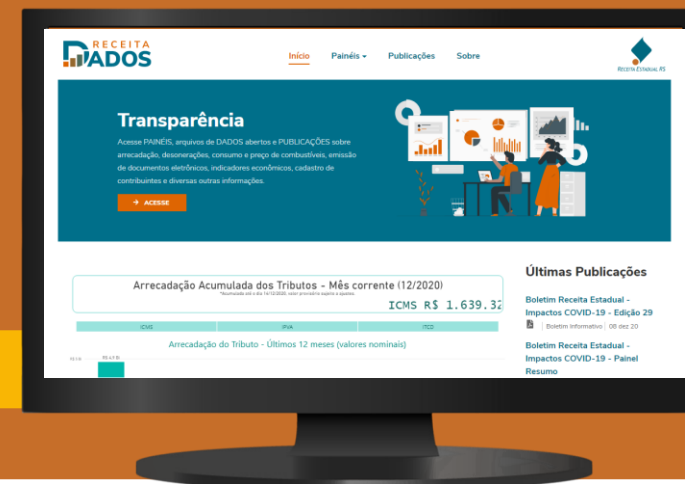 RECEITA
DADOS
Início
Painéis
Publicações
Sobre
RECEITA ESTADUAL RS
Transparência
Acesse PAINÉIS, arquivos de DADOS abertos e PUBLICAÇÕES sobre
arrecadação, desonerações, consumo e preço de combustíveis, emissão
de documentos eletrônicos, indicadores econômicos, cadastro de
contribuintes e diversas outras informações.
→ ACESSE
Arrecadação Acumulada dos Tributos - Mês corrente (12/2020)
ICMS R$ 1.639.32
ICMS
IPVA
ITCD
Arrecadação do Tributo - Últimos 12 meses (valores nominais)
Últimas Publicações
Boletim Receita Estadual -
Impactos COVID-19 - Edição 29
Boletim Informativo | 08 dez 20
Boletim Receita Estadual -
Impactos COVID-19 - Painel
Resumo